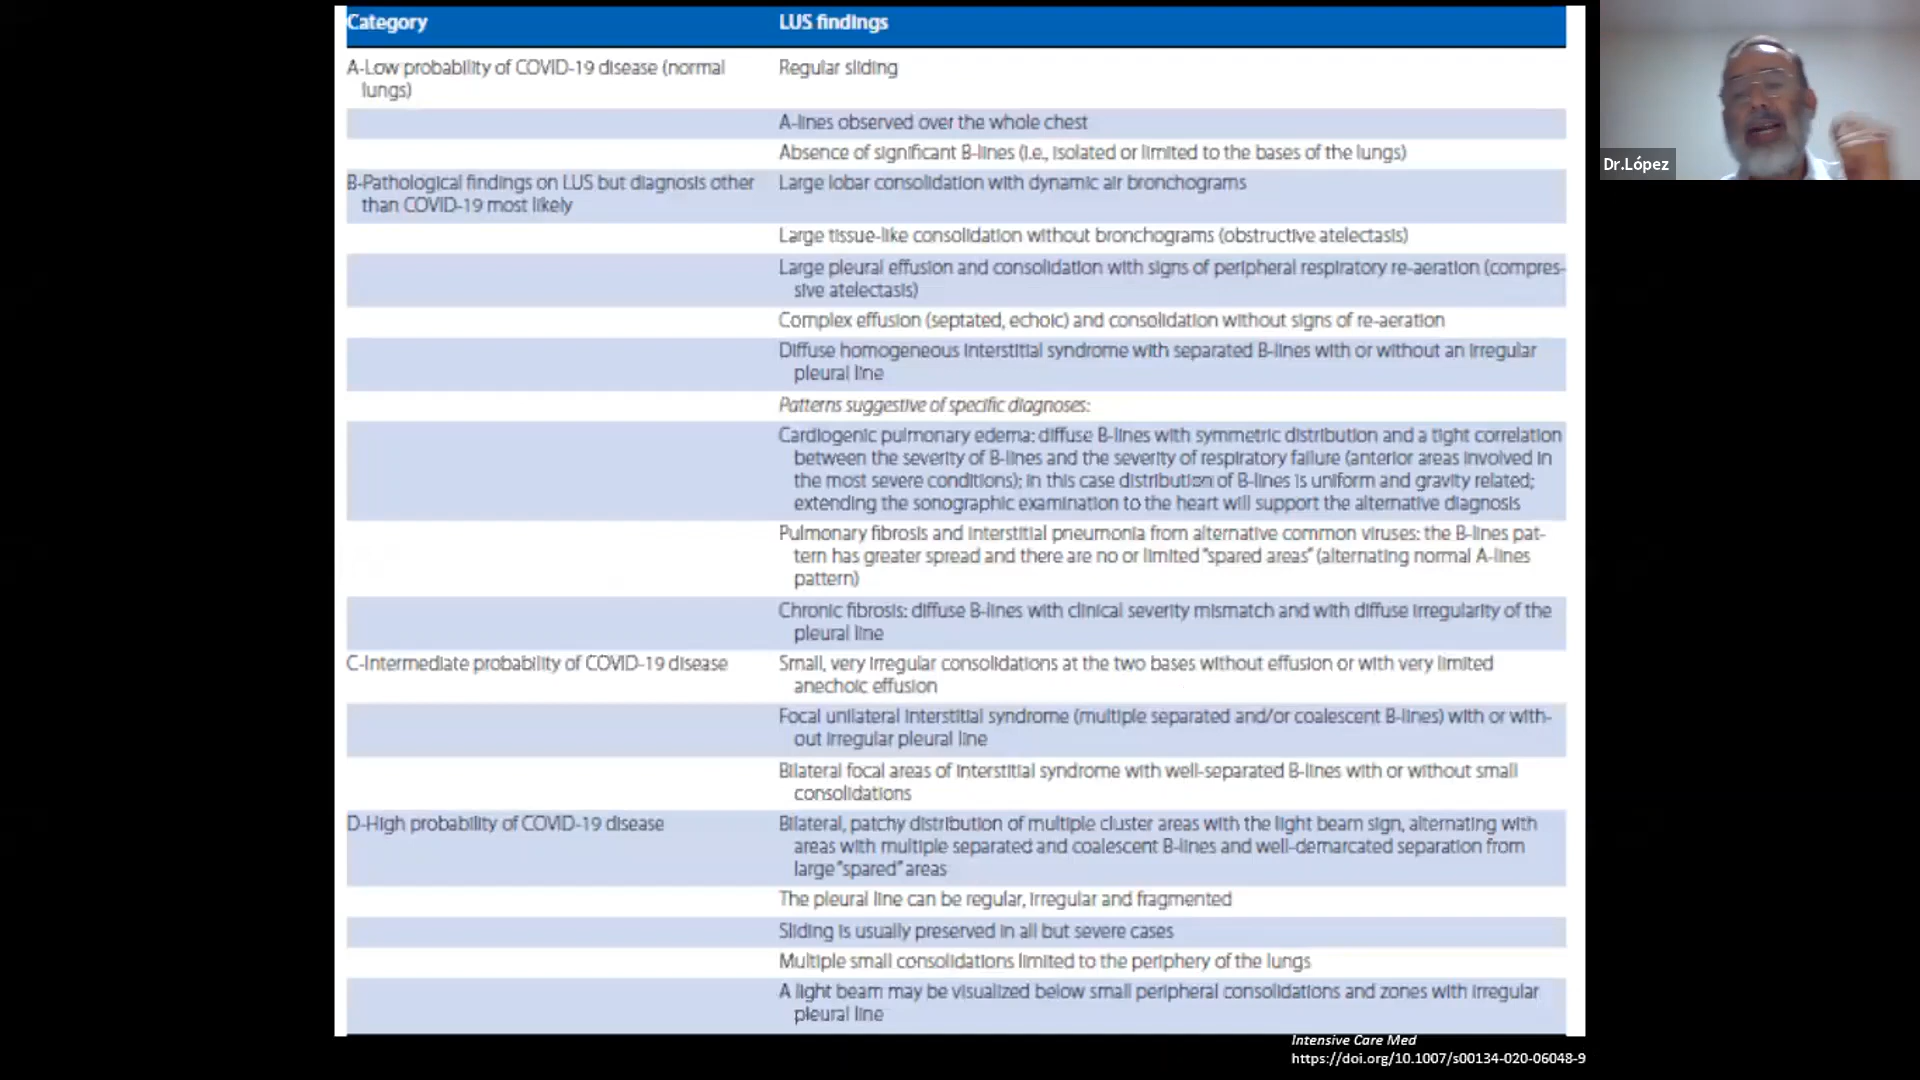 Category LUS findings
A-Low probability of COVID-19 disease (normal Regular sliding
lungs)
A-lines observed over the whole chest
Absence of significant B-lines (i.e., isolated or limited to the bases of the lungs)
B-Pathological findings on LUS but diagnosis other Large lobar consolidation with dynamic air bronchograms
than COVID-19 most likely
Large tissue-like consolidation without bronchograms (obstructive atelectasis)
Large pleural effusion and consolidation with signs of peripheral respiratory re-aeration (compres-
sive atelectasis)
Complex effusion (septated, echoic) and consolidation without signs of re-aeration
Diffuse homogeneous interstitial syndrome with separated B-lines with or without an irregular
pleural line
Patterns suggestive of specific diagnoses:
Cardiogenic pulmonary edema: diffuse B-lines with symmetric distribution and a tight correlation
between the severity of B-lines and the severity of respiratory failure (anterior areas involved in
the most severe conditions); in this case distribution of B-lines is uniform and gravity related;
extending the sonographic examination to the heart will support the alternative diagnosis
Pulmonary fibrosis and interstitial pneumonia from alternative common viruses: the B-lines pat-
tern has greater spread and there are no or limited "spared areas" (alternating normal A-lines
pattern)
Chronic fibrosis: diffuse B-lines with clinical severity mismatch and with diffuse irregularity of the
pleural line
C-Intermediate probability of COVID-19 disease Small, very irregular consolidations at the two bases without effusion or with very limited
anechoic effusion
Focal unilateral interstitial syndrome (multiple separated and/or coalescent B-lines) with or with-
out irregular pleural line
Bilateral focal areas of interstitial syndrome with well-separated B-lines with or without small
consolidations
D-High probability of COVID-19 disease Bilateral, patchy distribution of multiple cluster areas with the light beam sign, alternating with
areas with multiple separated and coalescent B-lines and well-demarcated separation from
large "spared" areas
The pleural line can be regular, irregular and fragmented
Sliding is usually preserved in all but severe cases
Multiple small consolidations limited to the periphery of the lungs
A light beam may be visualized below small peripheral consolidations and zones with irregular
pleural line
Intensive Care Med
https://doi.org/10.1007/s00134-020-06048-9
Dr.López